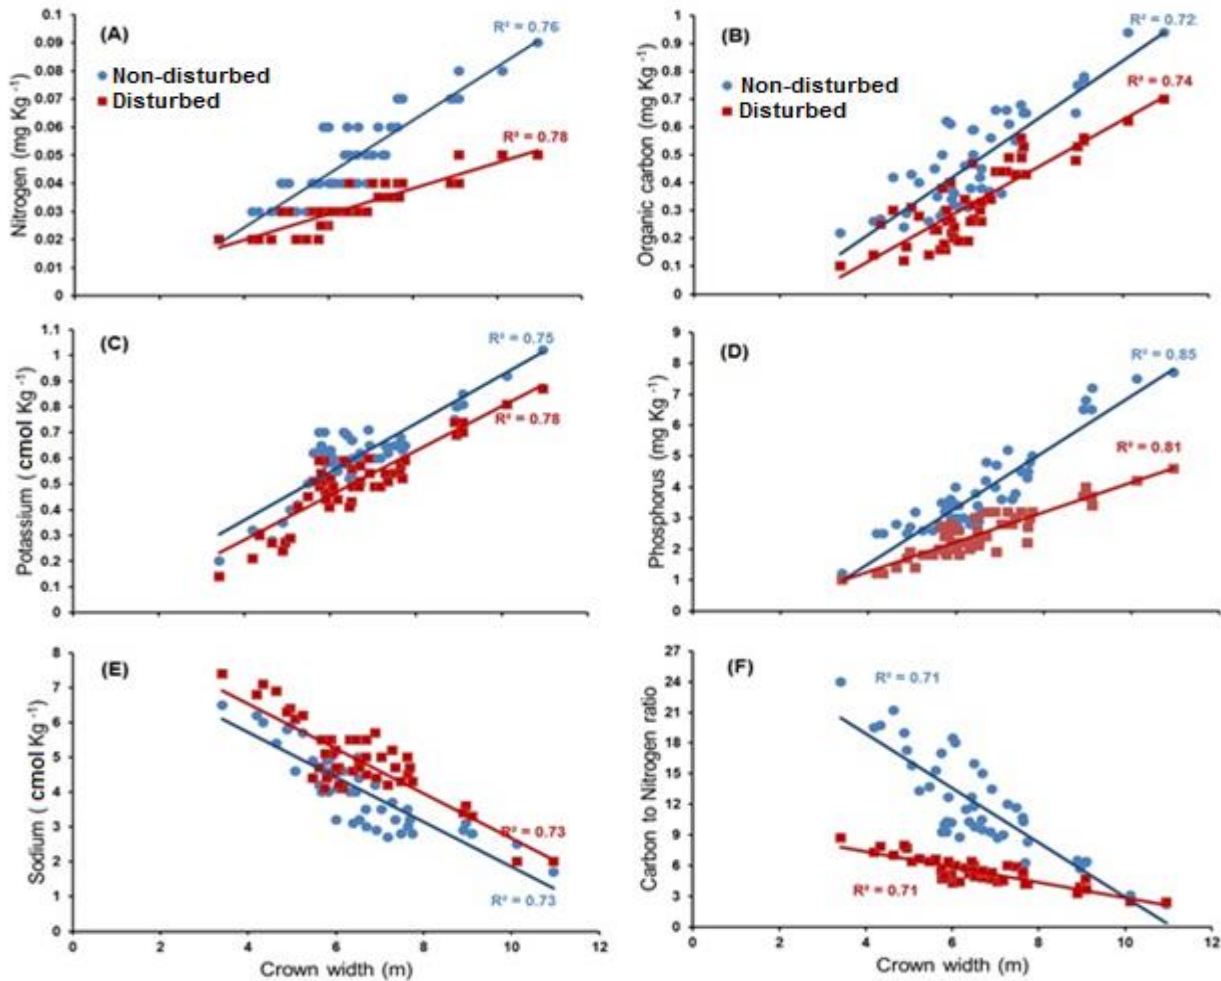 (A)
R² = 0.76
Non-disturbed
Disturbed
R² = 0.78
Nitrogen (mg Kg -1)
0.1
0.09
0.08
0.07
0.06
0.05
0.04
0.03
0.02
0.01
0
(B)
R² = 0.72
Non-disturbed
Disturbed
R² = 0.74
Organic carbon (mg Kg -1)
1
0.9
0.8
0.7
0.6
0.5
0.4
0.3
0.2
0.1
0
(C)
R² = 0.75
R² = 0.78
Potassium ( cmol Kg -1)
1.1
1
0.9
0.8
0.7
0.6
0.5
0.4
0.3
0.2
0.1
0
(D)
R² = 0.85
R² = 0.81
Phosphorus (mg Kg -1)
9
8
7
6
5
4
3
2
1
0
(E)
R² = 0.73
R² = 0.73
Sodium ( cmol Kg -1)
8
7
6
5
4
3
2
1
0
0 2 4 6 8 10 12
Crown width (m)
(F)
R² = 0.71
R² = 0.71
Carbon to Nitrogen ratio
27
24
21
18
15
12
9
6
3
0
0 2 4 6 8 10 12
Crown width (m)